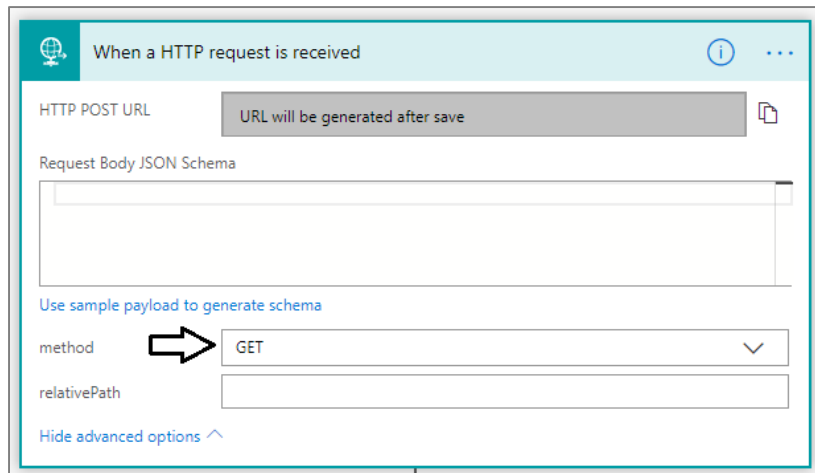 When a HTTP request is received
HTTP POST URL
URL will be generated after save
Request Body JSON Schema
Use sample payload to generate schema
method
GET
relativePath
Hide advanced options